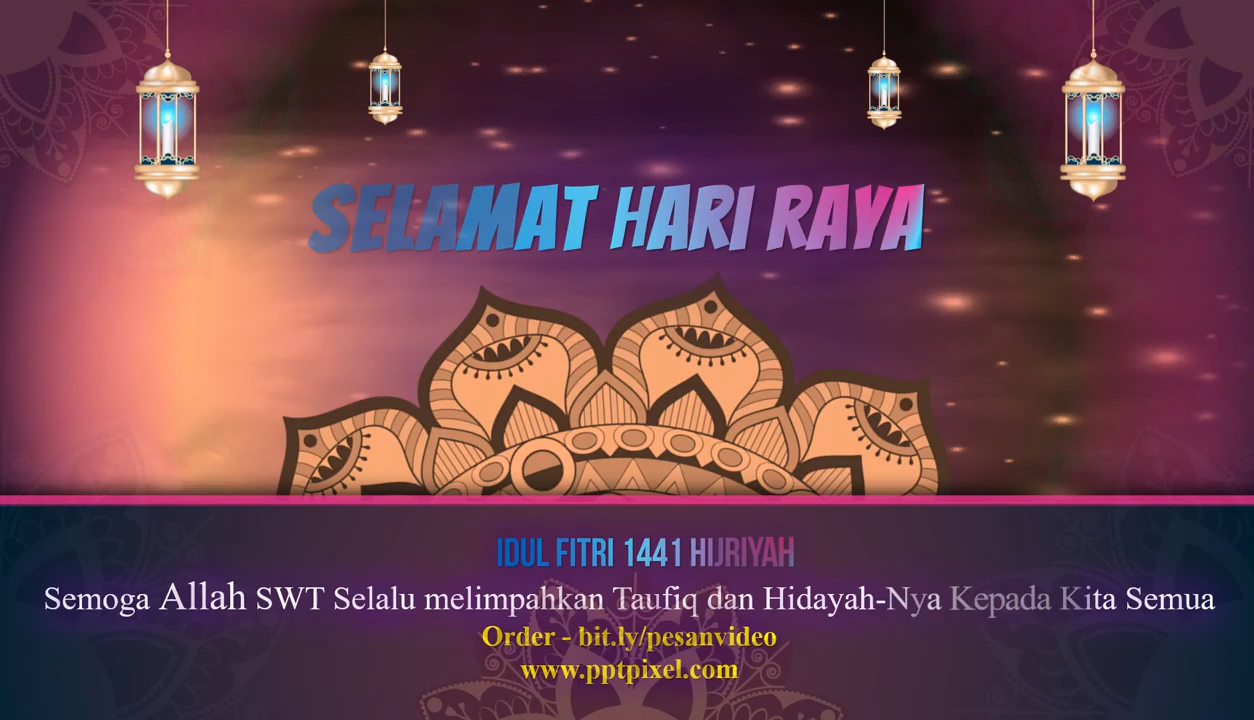 SELAMAT HARI RAYA
IDUL FITRI 1441 HIJRIYAH
Semoga Allah SWT Selalu melimpahkan Taufiq dan Hidayah-Nya Kepada Kita Semua
Order - bit.ly/pesanvideo
www.pptpixel.com